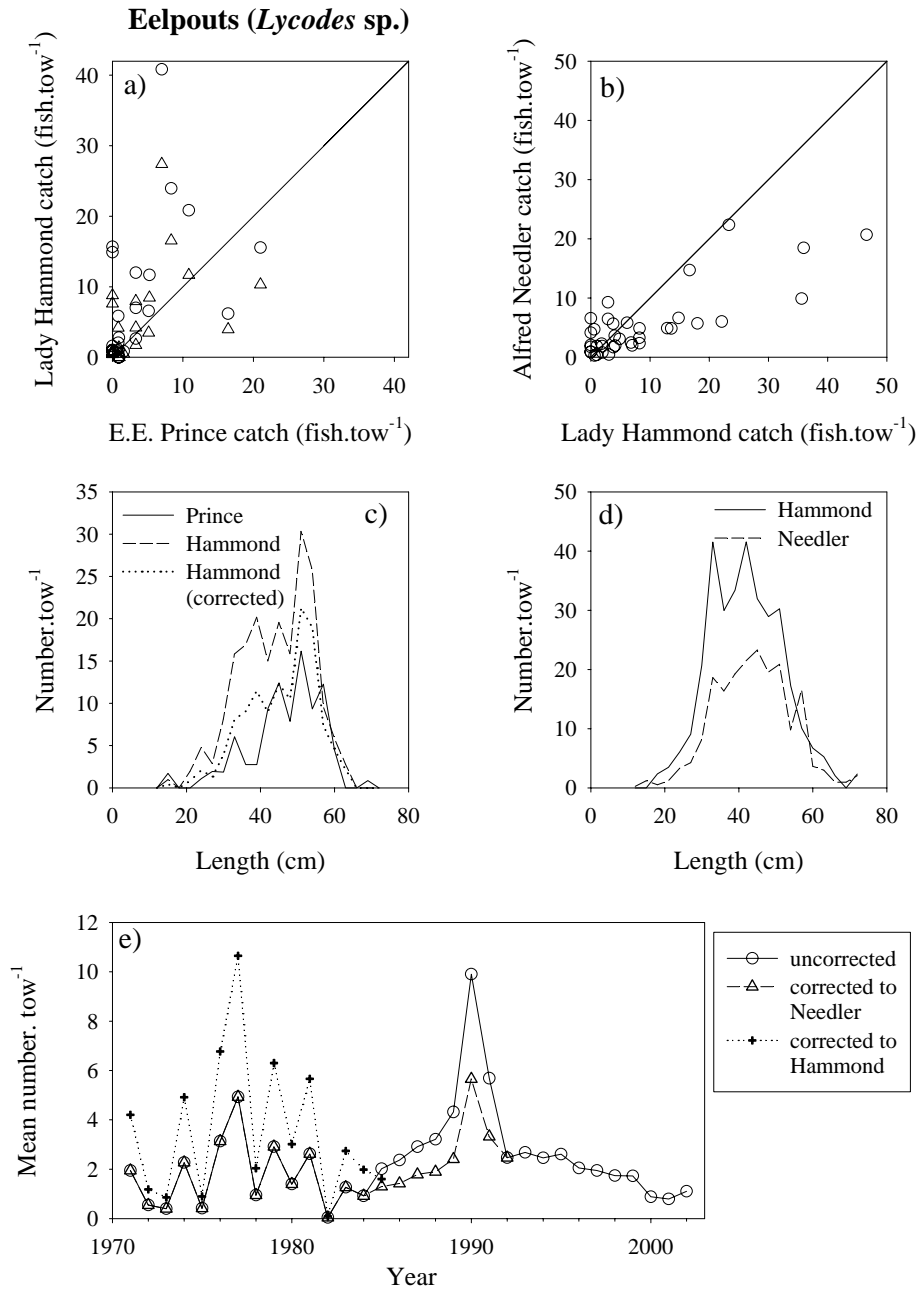 Eelpouts (Lycodes sp.)
a)
Lady Hammond catch (fish.tow⁻¹)
40
30
20
10
0
0 10 20 30 40
E.E. Prince catch (fish.tow⁻¹)
b)
Alfred Needler catch (fish.tow⁻¹)
50
40
30
20
10
0
0 10 20 30 40 50
Lady Hammond catch (fish.tow⁻¹)
c)
Prince
Hammond
Hammond
(corrected)
Number.tow⁻¹
35
30
25
20
15
10
5
0
0 20 40 60 80
Length (cm)
d)
Hammond
Needler
Number.tow⁻¹
50
40
30
20
10
0
0 20 40 60 80
Length (cm)
e)
Mean number. tow⁻¹
12
10
8
6
4
2
0
1970 1980 1990 2000
Year
uncorrected
corrected to
Needler
corrected to
Hammond